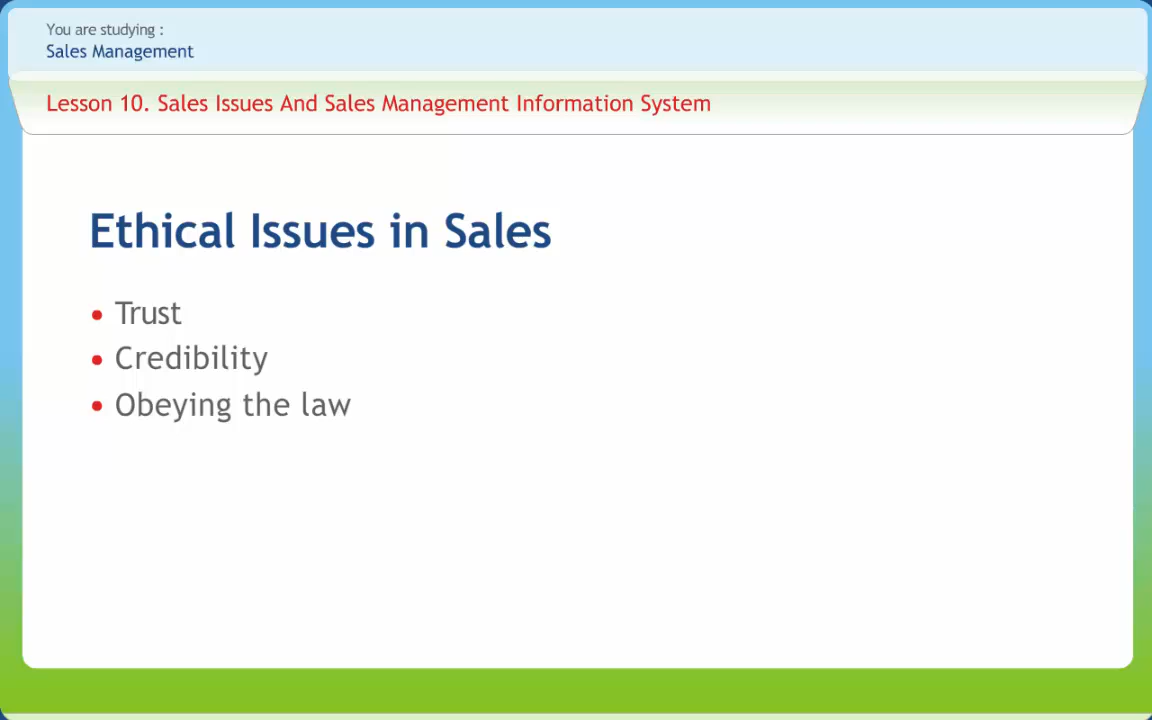 You are studying :
Sales Management
Lesson 10. Sales Issues And Sales Management Information System
Ethical Issues in Sales
• Trust
• Credibility
• Obeying the law